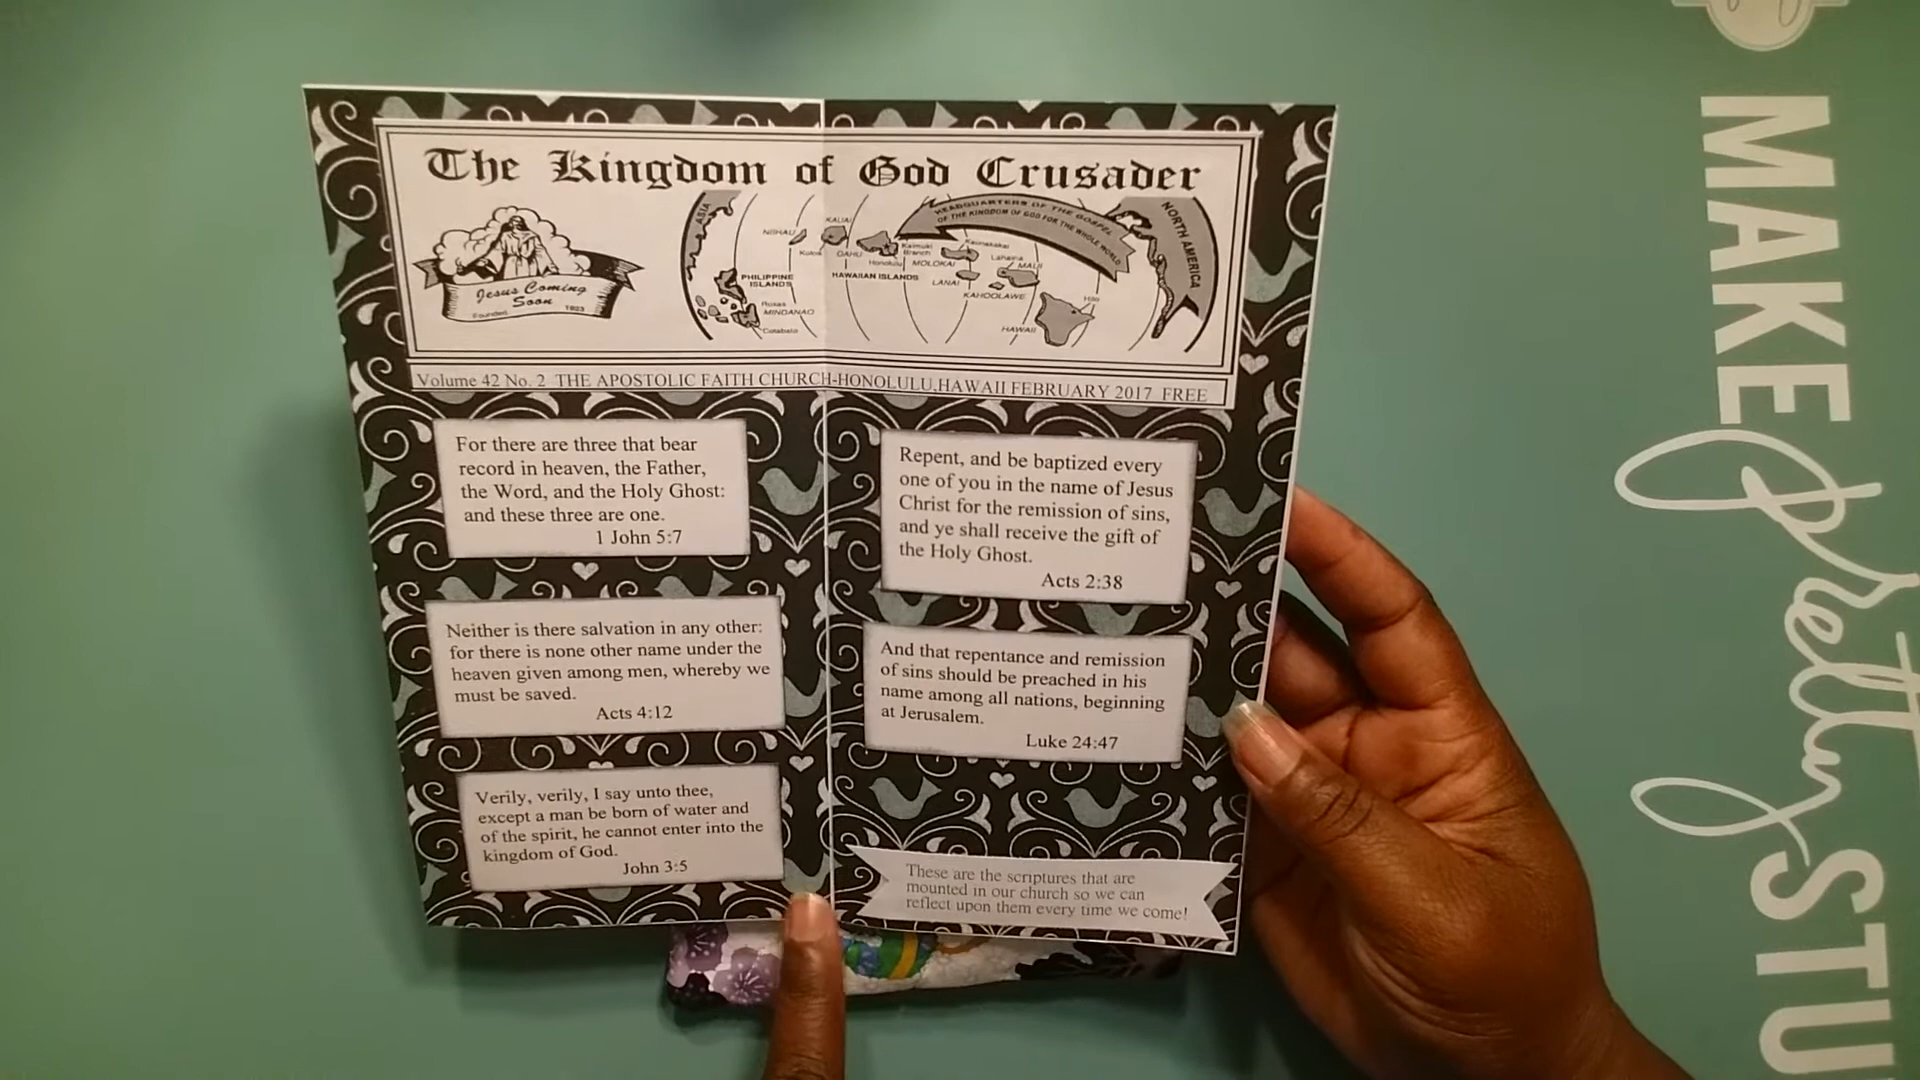 The Kingdom of God Crusader
Jesus Coming
Soon
Founded 1923
ASIA
NIIHAU
KAUAI
Koloa
OAHU
Honolulu
Kaimuki
Branch
HEADQUARTERS OF THE GOSPEL
OF THE KINGDOM OF GOD FOR THE WHOLE WORLD
NORTH AMERICA
Kaunakakai
MOLOKAI
Lahaina
MAUI
LANAI
KAHOOLAWE
HAWAIIAN ISLANDS
Hilo
HAWAII
PHILIPPINE
ISLANDS
Roxas
MINDANAO
Cotabato
Volume 42 No. 2 THE APOSTOLIC FAITH CHURCH-HONOLULU,HAWAII FEBRUARY 2017 FREE
For there are three that bear
record in heaven, the Father,
the Word, and the Holy Ghost:
and these three are one.
1 John 5:7
Neither is there salvation in any other:
for there is none other name under the
heaven given among men, whereby we
must be saved.
Acts 4:12
Verily, verily, I say unto thee,
except a man be born of water and
of the spirit, he cannot enter into the
kingdom of God.
John 3:5
Repent, and be baptized every
one of you in the name of Jesus
Christ for the remission of sins,
and ye shall receive the gift of
the Holy Ghost.
Acts 2:38
And that repentance and remission
of sins should be preached in his
name among all nations, beginning
at Jerusalem.
Luke 24:47
These are the scriptures that are
mounted in our church so we can
reflect upon them every time we come!
MAKE
Pretty
STU